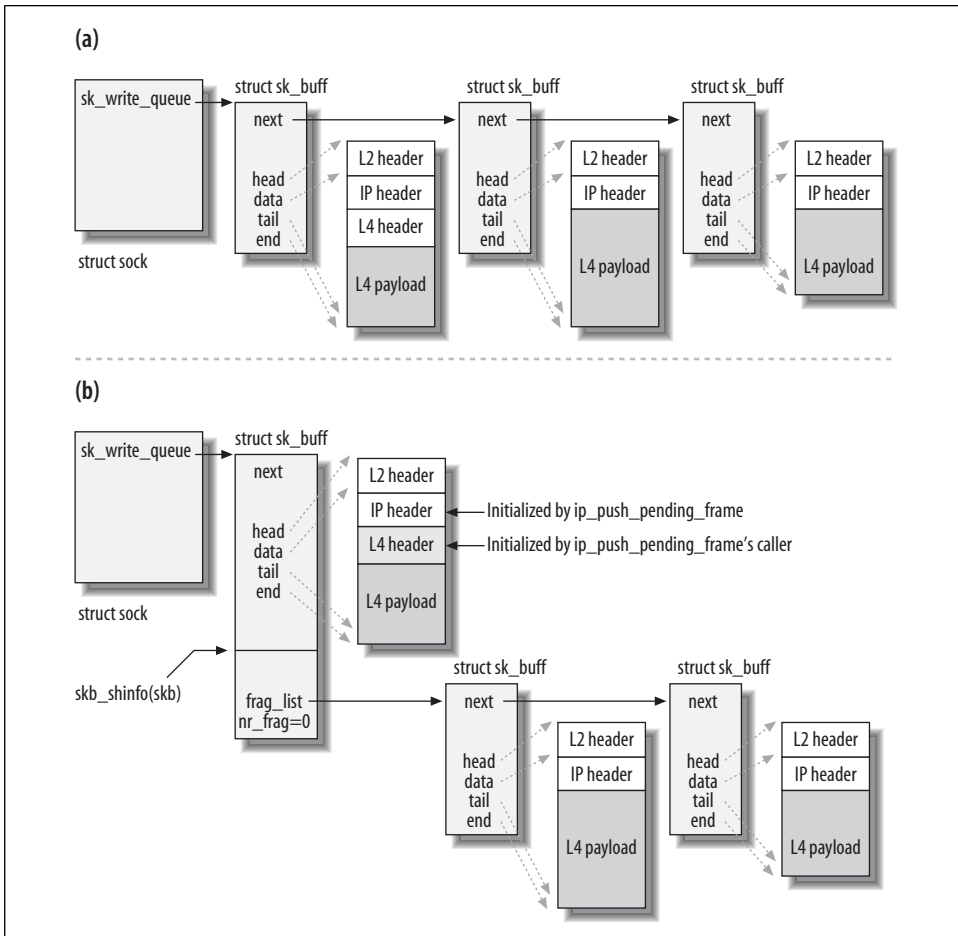 (a)
struct sk_buff
struct sk_buff
struct sk_buff
sk_write_queue
next
head
data
tail
end
L2 header
IP header
L4 header
L4 payload
next
head
data
tail
end
L2 header
IP header
L4 payload
next
head
data
tail
end
L2 header
IP header
L4 payload
struct sock
(b)
struct sk_buff
sk_write_queue
next
head
data
tail
end
L2 header
IP header
L4 header
L4 payload
Initialized by ip_push_pending_frame
Initialized by ip_push_pending_frame's caller
struct sock
skb_shinfo(skb)
frag_list
nr_frag=0
struct sk_buff
next
head
data
tail
end
L2 header
IP header
L4 payload
struct sk_buff
next
head
data
tail
end
L2 header
IP header
L4 payload